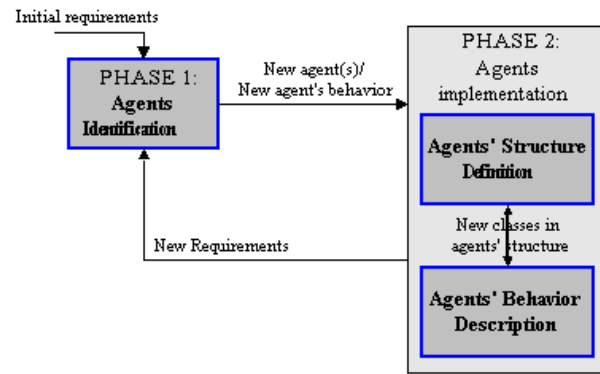 Initial requirements
PHASE 1:
Agents
Identification
New agent(s)/
New agent's behavior
PHASE 2:
Agents
implementation
Agents' Structure
Definition
New classes in
agents' structure
New Requirements
Agents' Behavior
Description